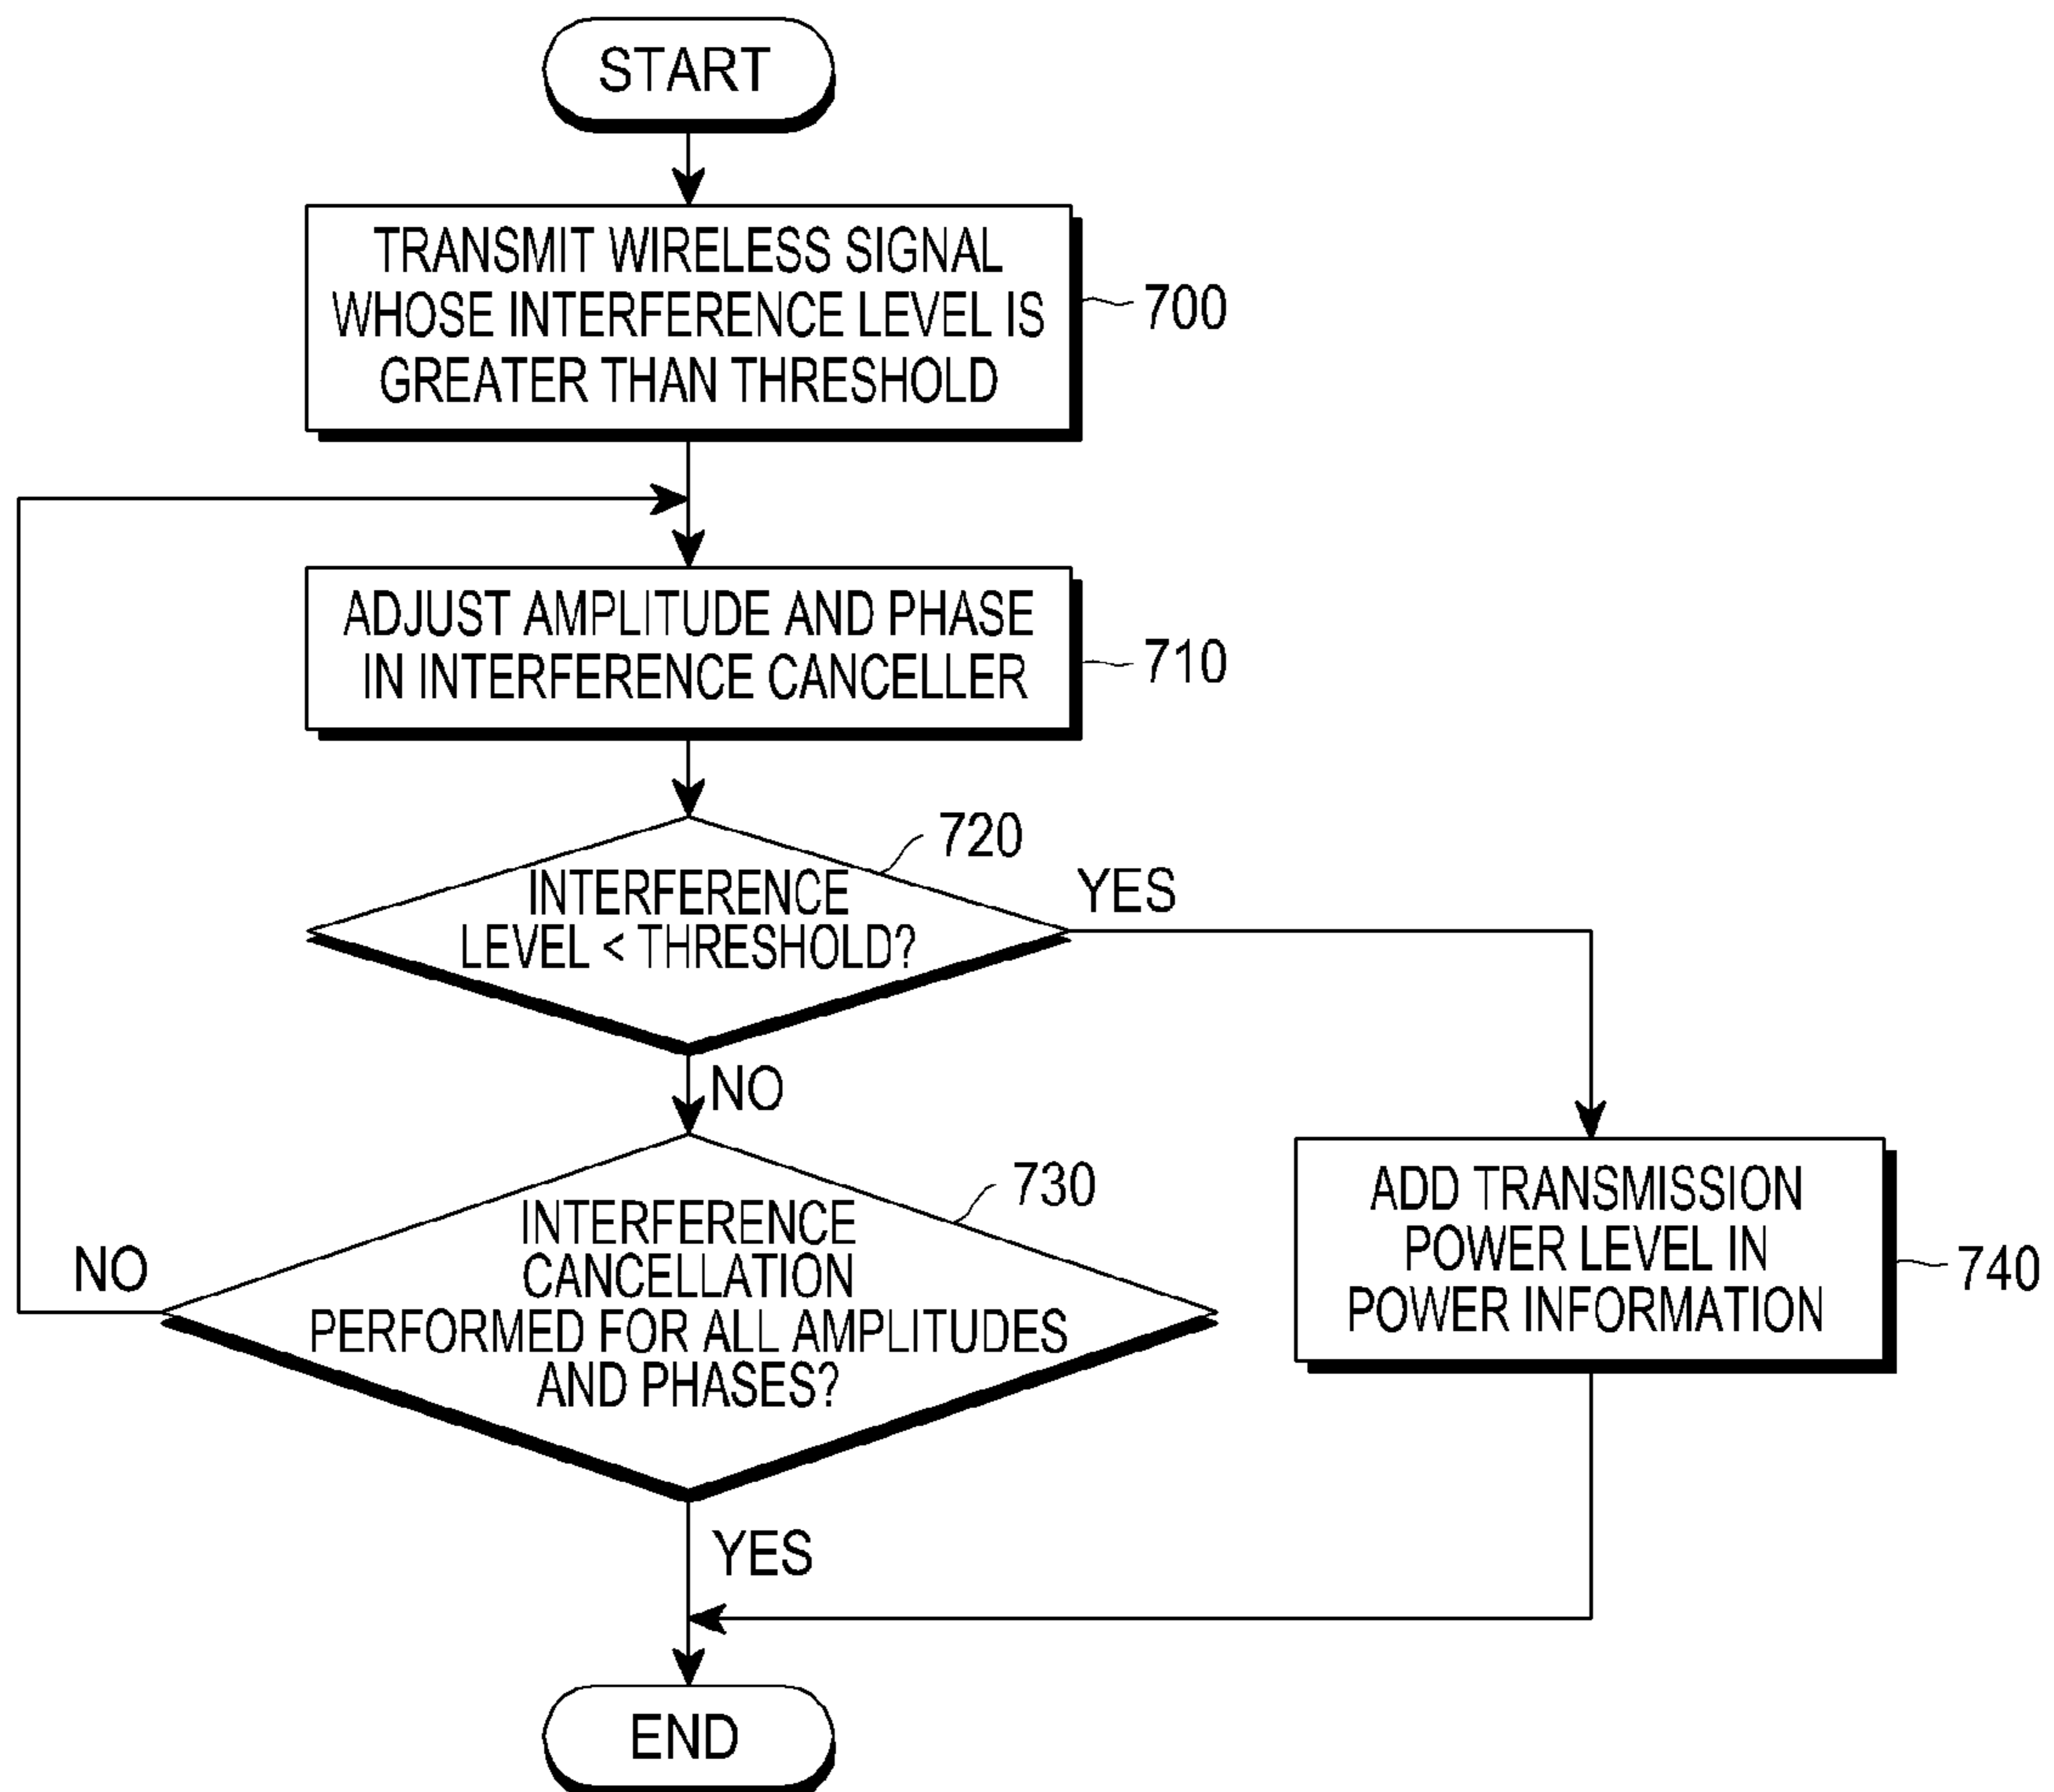 START
TRANSMIT WIRELESS SIGNAL
WHOSE INTERFERENCE LEVEL IS
GREATER THAN THRESHOLD
700
ADJUST AMPLITUDE AND PHASE
IN INTERFERENCE CANCELLER
710
720
INTERFERENCE
LEVEL < THRESHOLD?
YES
NO
730
INTERFERENCE
CANCELLATION
PERFORMED FOR ALL AMPLITUDES
AND PHASES?
NO
YES
ADD TRANSMISSION
POWER LEVEL IN
POWER INFORMATION
740
END